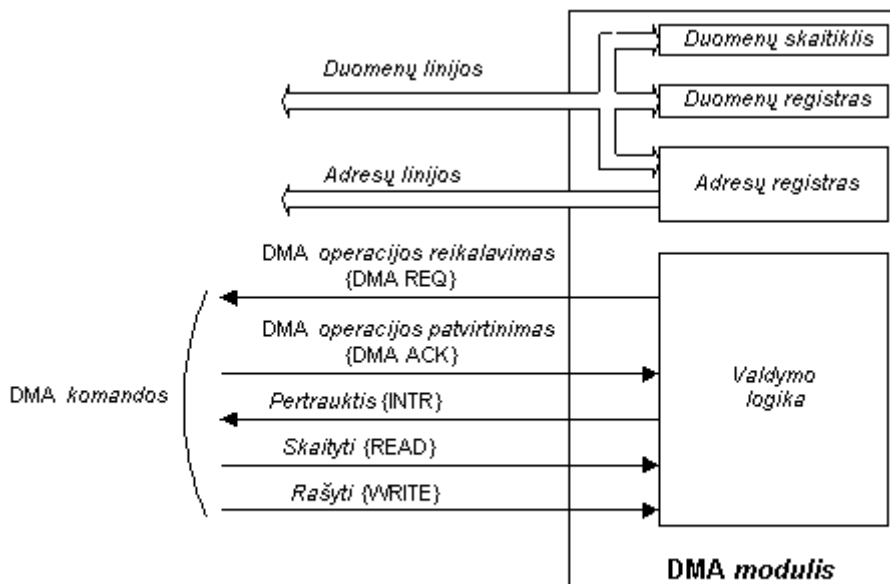 Duomenų skaitiklis
Duomenų linijos
Duomenų registras
Adresų linijos
Adresų registras
DMA operacijos reikalavimas
{DMA REQ}
DMA operacijos patvirtinimas
{DMA ACK}
Valdymo
logika
DMA komandos
Pertrauktis {INTR}
Skaityti {READ}
Rašyti {WRITE}
DMA modulis